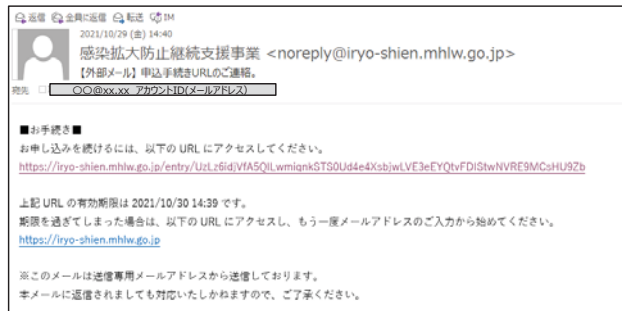 返信 全員に返信 転送 IM
2021/10/29 (金) 14:40
感染拡大防止継続支援事業 <noreply@iryo-shien.mhlw.go.jp>
【外部メール】申込手続きURLのご連絡。
宛先 〇〇@xx.xx アカウントID(メールアドレス)
■お手続き■
お申し込みを続けるには、以下の URL にアクセスしてください。
https://iryo-shien.mhlw.go.jp/entry/UzLz6idjVfA5QILwmiqnkSTS0Ud4e4XsbjwLVE3eEYQtvFDIStwNVRE9MCsHU9Zb
上記 URL の有効期限は 2021/10/30 14:39 です。
期限を過ぎてしまった場合は、以下の URL にアクセスし、もう一度メールアドレスのご入力から始めてください。
https://iryo-shien.mhlw.go.jp
※このメールは送信専用メールアドレスから送信しております。
本メールに返信されましても対応いたしかねますので、ご了承ください。